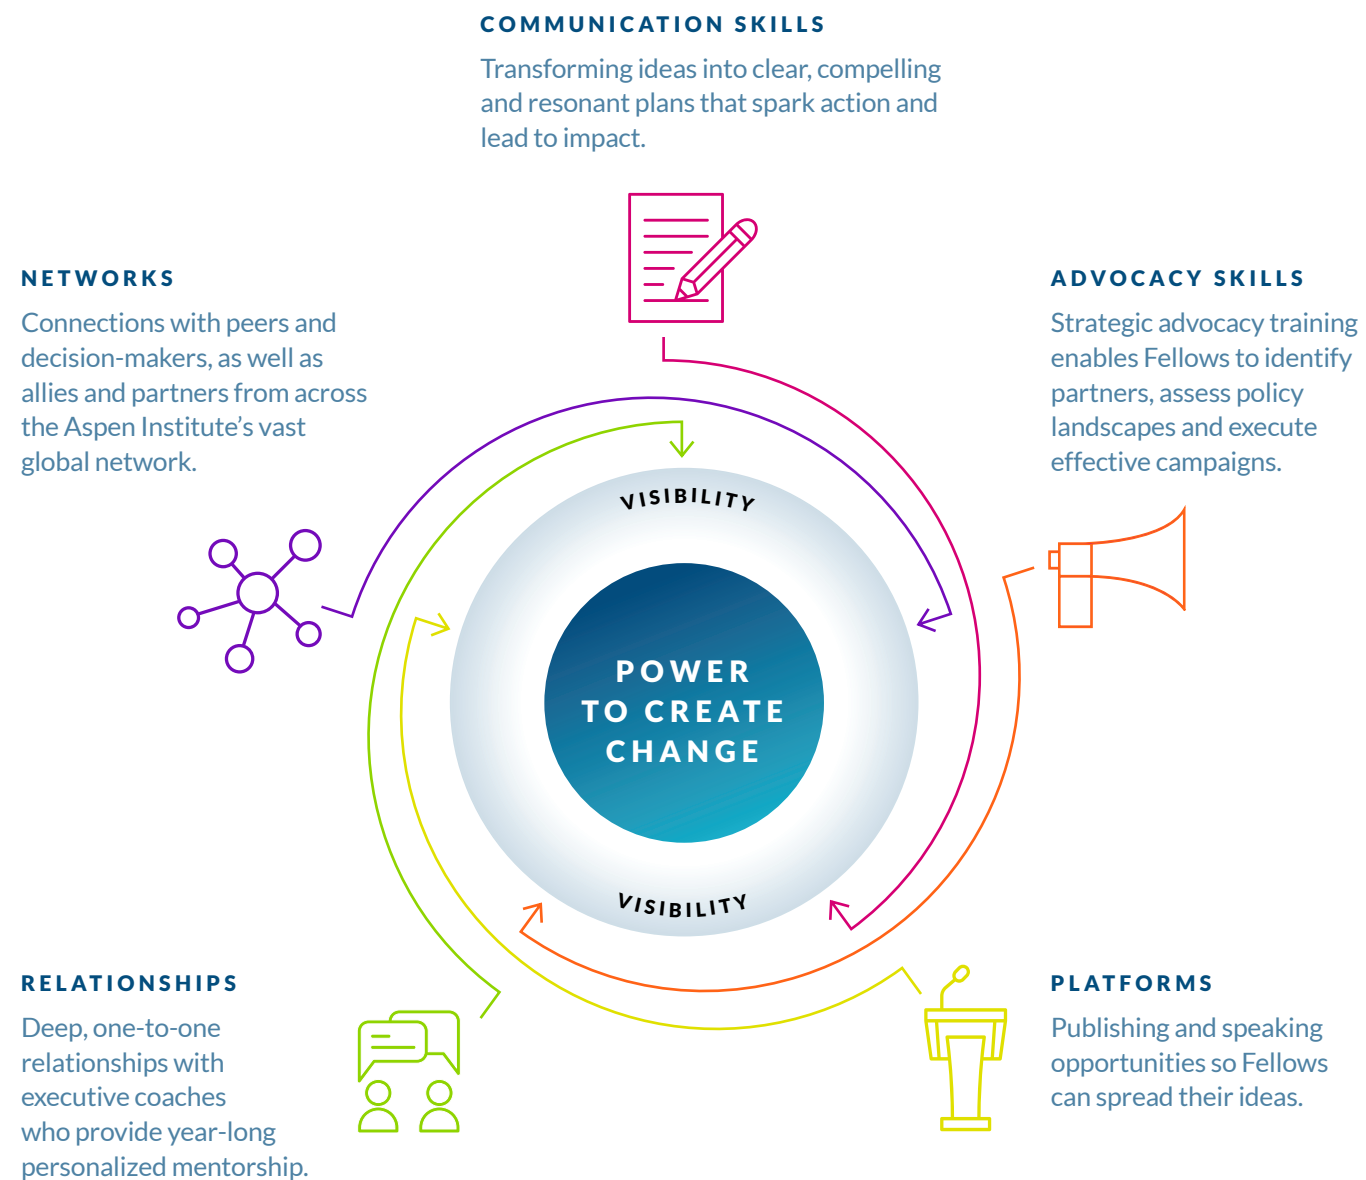 COMMUNICATION SKILLS
Transforming ideas into clear, compelling
and resonant plans that spark action and
lead to impact.
NETWORKS
Connections with peers and
decision-makers, as well as
allies and partners from across
the Aspen Institute’s vast
global network.
ADVOCACY SKILLS
Strategic advocacy training
enables Fellows to identify
partners, assess policy
landscapes and execute
effective campaigns.
VISIBILITY
POWER
TO CREATE
CHANGE
VISIBILITY
RELATIONSHIPS
Deep, one-to-one
relationships with
executive coaches
who provide year-long
personalized mentorship.
PLATFORMS
Publishing and speaking
opportunities so Fellows
can spread their ideas.